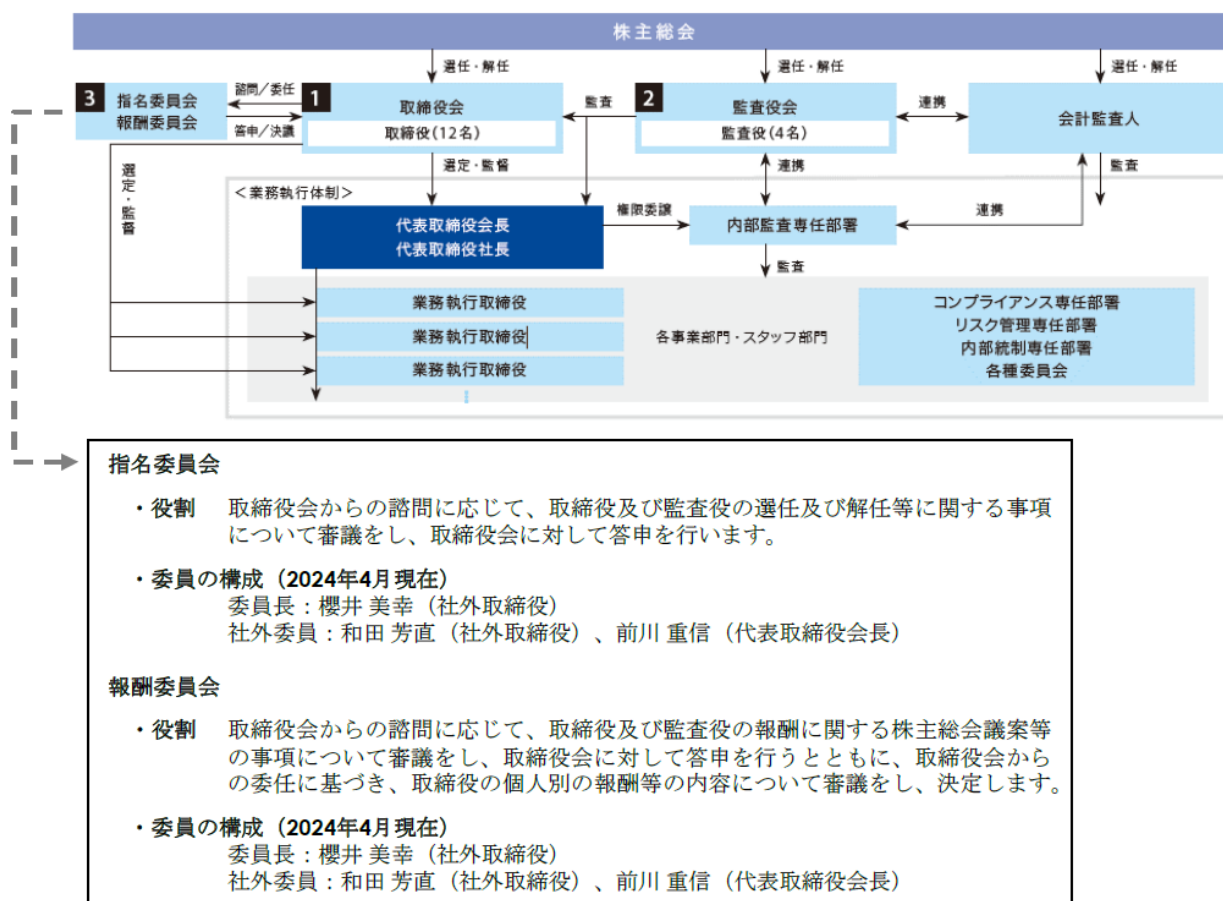 株主総会
選任・解任
選任・解任
選任・解任
3 指名委員会
報酬委員会
諮問/委任
答申/決議
1 取締役会
取締役(12名)
監査
2 監査役会
監査役(4名)
連携
会計監査人
選定・監督
選定・監督
連携
監査
<業務執行体制>
代表取締役会長
代表取締役社長
権限委譲
内部監査専任部署
連携
監査
業務執行取締役
業務執行取締役
業務執行取締役
各事業部門・スタッフ部門
コンプライアンス専任部署
リスク管理専任部署
内部統制専任部署
各種委員会
指名委員会
・役割 取締役会からの諮問に応じて、取締役及び監査役の選任及び解任等に関する事項
について審議をし、取締役会に対して答申を行います。
・委員の構成（2024年4月現在）
委員長：櫻井 美幸（社外取締役）
社外委員：和田 芳直（社外取締役）、前川 重信（代表取締役会長）
報酬委員会
・役割 取締役会からの諮問に応じて、取締役及び監査役の報酬に関する株主総会議案等
の事項について審議をし、取締役会に対して答申を行うとともに、取締役会から
の委任に基づき、取締役の個人別の報酬等の内容について審議をし、決定します。
・委員の構成（2024年4月現在）
委員長：櫻井 美幸（社外取締役）
社外委員：和田 芳直（社外取締役）、前川 重信（代表取締役会長）